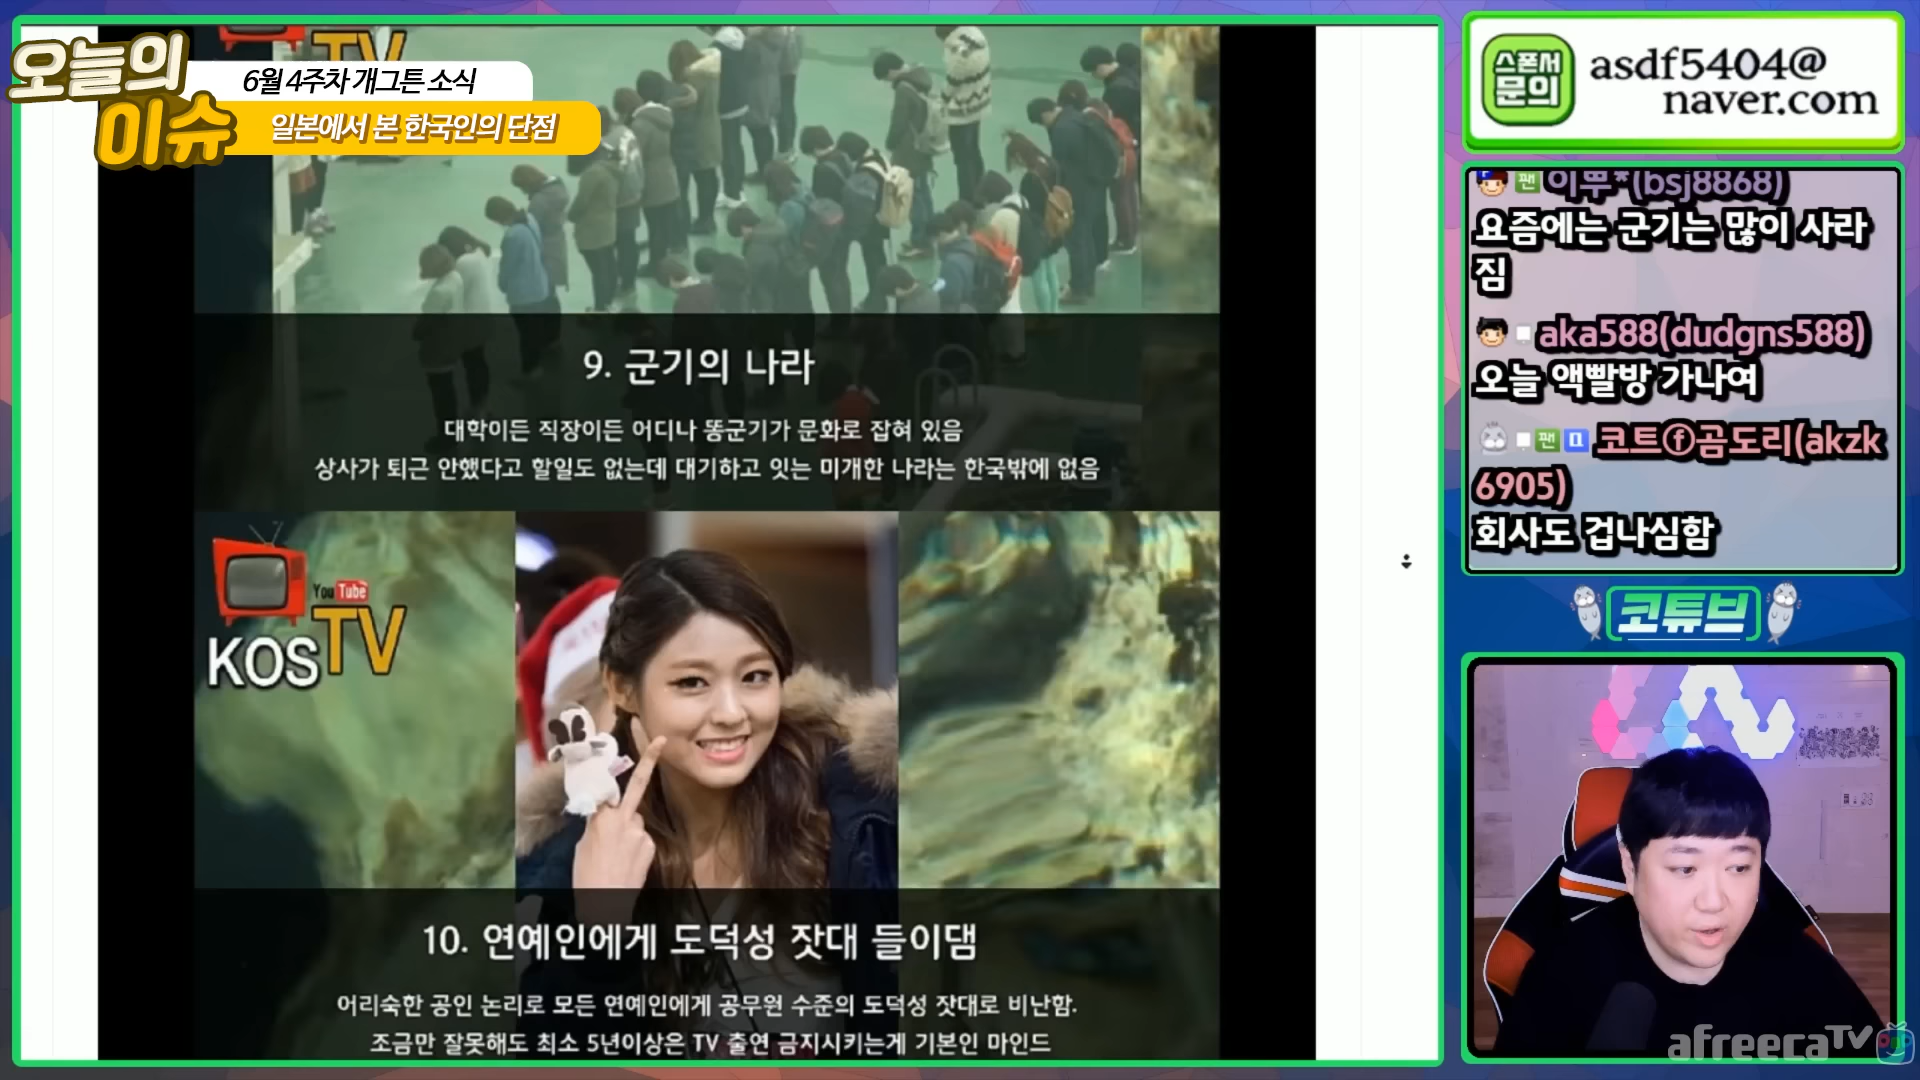 오늘의
이슈
6월 4주차 개그튼 소식
일본에서 본 한국인의 단점
TV
9. 군기의 나라
대학이든 직장이든 어디나 똥군기가 문화로 잡혀 있음
상사가 퇴근 안했다고 할일도 없는데 대기하고 잇는 미개한 나라는 한국밖에 없음
You Tube
KOSTV
10. 연예인에게 도덕성 잣대 들이댐
어리숙한 공인 논리로 모든 연예인에게 공무원 수준의 도덕성 잣대로 비난함.
조금만 잘못해도 최소 5년이상은 TV 출연 금지시키는게 기본인 마인드
스폰서
문의
asdf5404@
naver.com
팬 이뿌*(bsj8868)
요즘에는 군기는 많이 사라
짐
aka588(dudgns588)
오늘 액빨방 가나여
팬 코트ⓕ곰도리(akzk
6905)
회사도 겁나심함
코튜브
afreecaTV